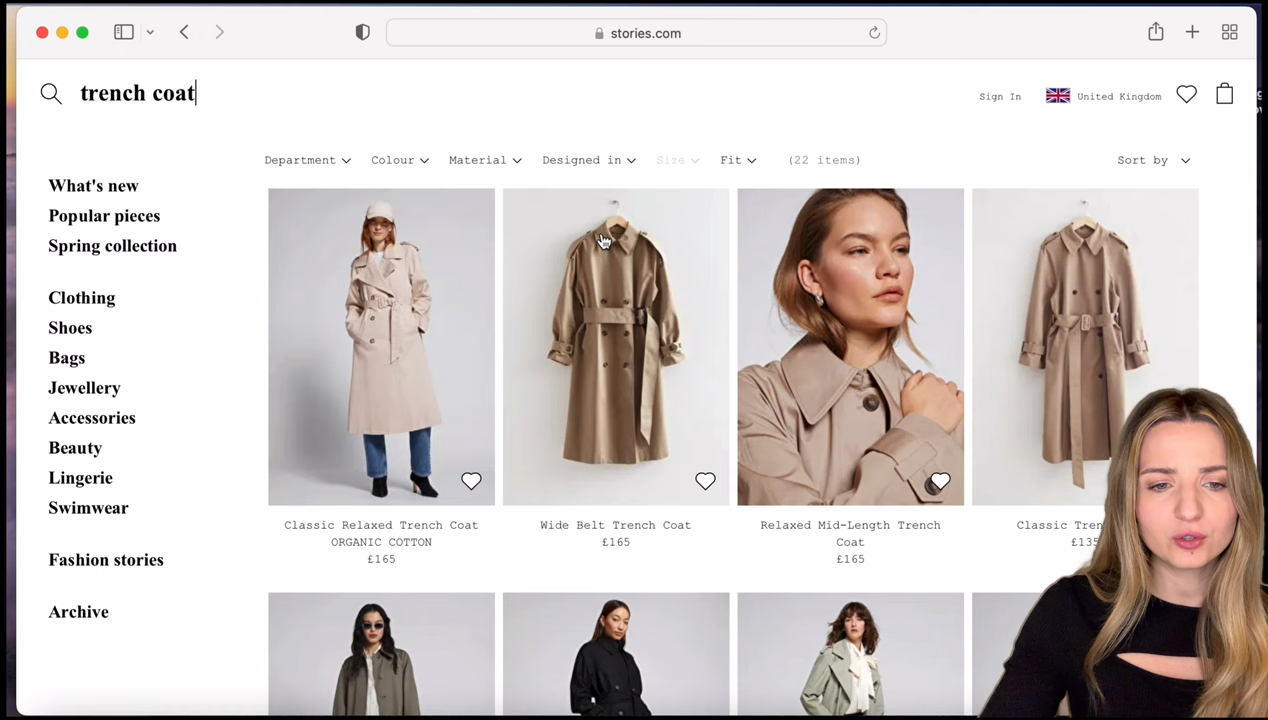 stories.com
trench coat
Sign In
United Kingdom
Department
Colour
Material
Designed in
Size
Fit
(22 items)
Sort by
What's new
Popular pieces
Spring collection
Clothing
Shoes
Bags
Jewellery
Accessories
Beauty
Lingerie
Swimwear
Fashion stories
Archive
Classic Relaxed Trench Coat
ORGANIC COTTON
£165
Wide Belt Trench Coat
£165
Relaxed Mid-Length Trench
Coat
£165
Classic
£135